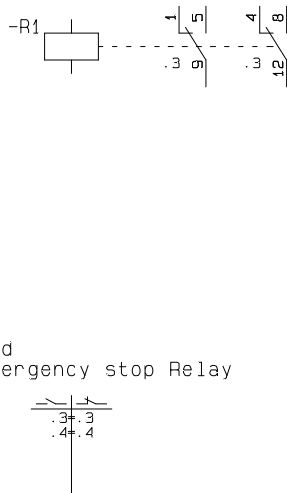 -R1
1 5 4 8
.3 9 .3 12
d
ergency stop Relay
.3 .3
.4 .4